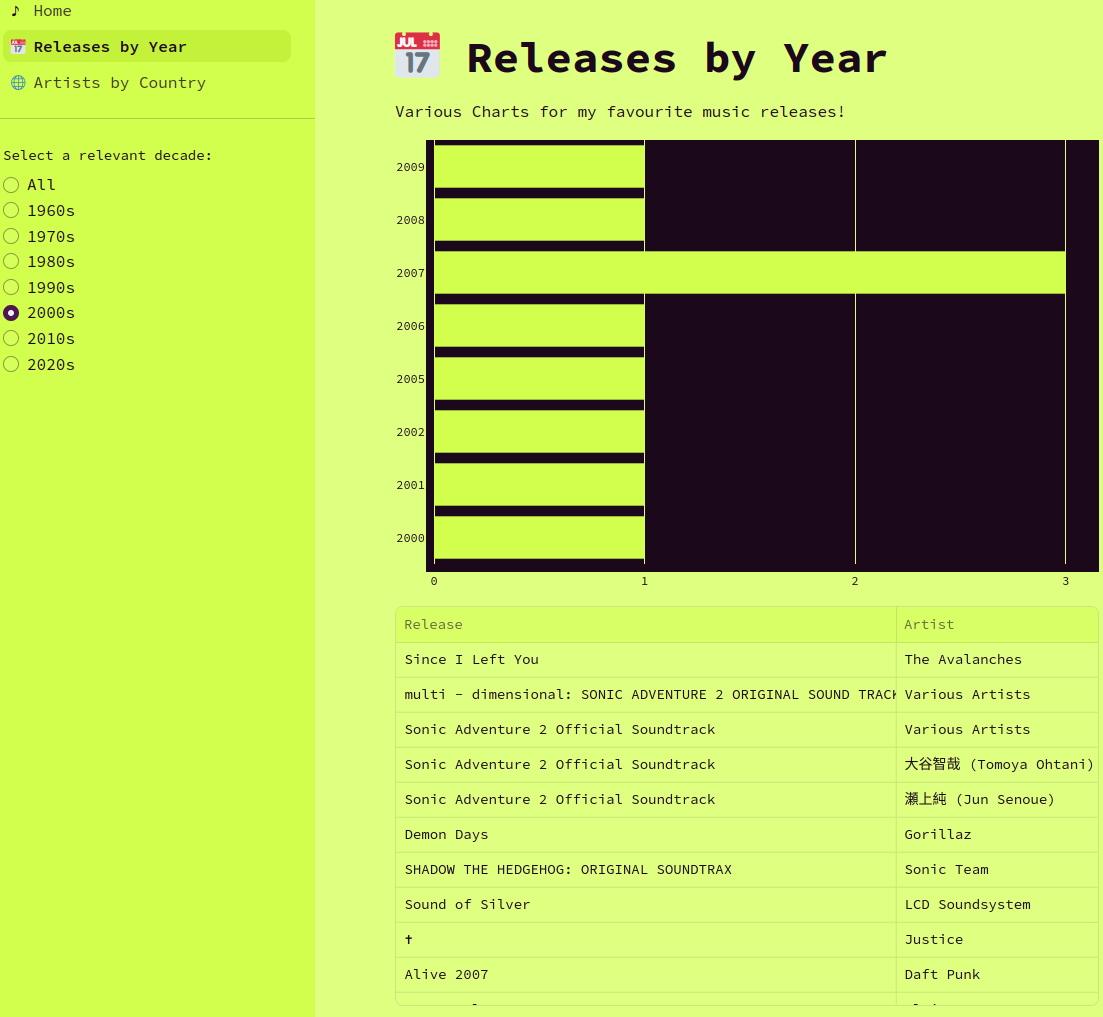 ♪ Home
JUL 17 Releases by Year
Artists by Country
Select a relevant decade:
All
1960s
1970s
1980s
1990s
2000s
2010s
2020s
JUL 17 Releases by Year
Various Charts for my favourite music releases!
2009
2008
2007
2006
2005
2002
2001
2000
0 1 2 3
Release Artist
Since I Left You The Avalanches
multi - dimensional: SONIC ADVENTURE 2 ORIGINAL SOUND TRACK Various Artists
Sonic Adventure 2 Official Soundtrack Various Artists
Sonic Adventure 2 Official Soundtrack 大谷智哉 (Tomoya Ohtani)
Sonic Adventure 2 Official Soundtrack 瀬上純 (Jun Senoue)
Demon Days Gorillaz
SHADOW THE HEDGEHOG: ORIGINAL SOUNDTRAX Sonic Team
Sound of Silver LCD Soundsystem
✝ Justice
Alive 2007 Daft Punk